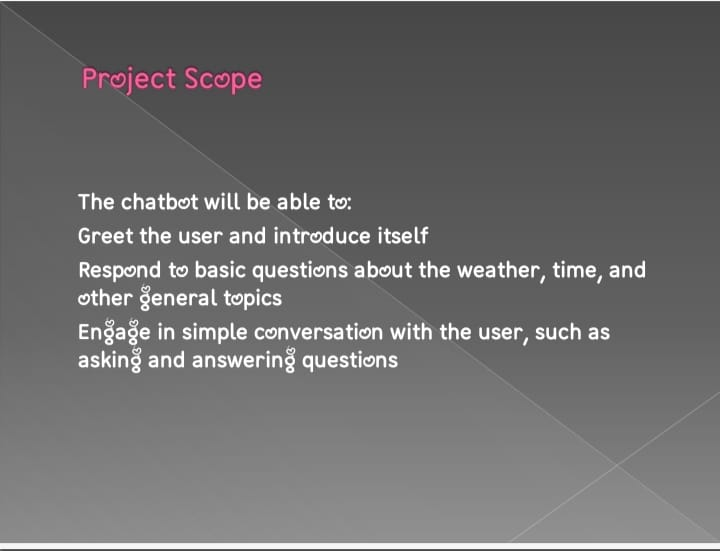 Project Scope
The chatbot will be able to:
Greet the user and introduce itself
Respond to basic questions about the weather, time, and
other general topics
Engage in simple conversation with the user, such as
asking and answering questions